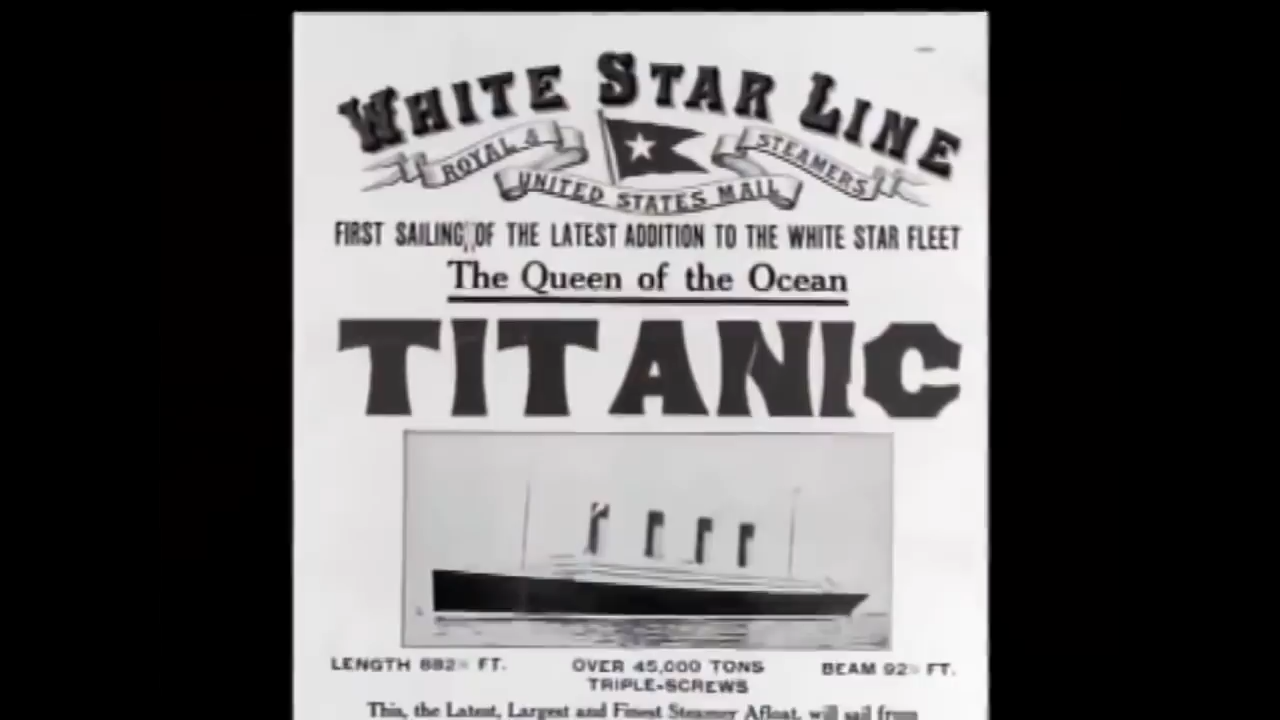 WHITE STAR LINE
ROYAL & UNITED STATES MAIL STEAMERS
FIRST SAILING OF THE LATEST ADDITION TO THE WHITE STAR FLEET
The Queen of the Ocean
TITANIC
LENGTH 882½ FT. OVER 45,000 TONS BEAM 92½ FT.
TRIPLE-SCREWS
This, the Latest, Largest and Finest Steamer Afloat, will sail from